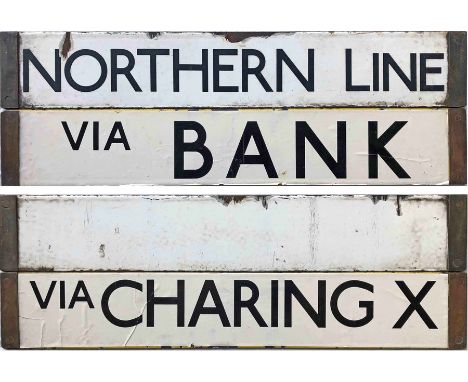 NORTHERN LINE
VIA BANK
VIA CHARING X